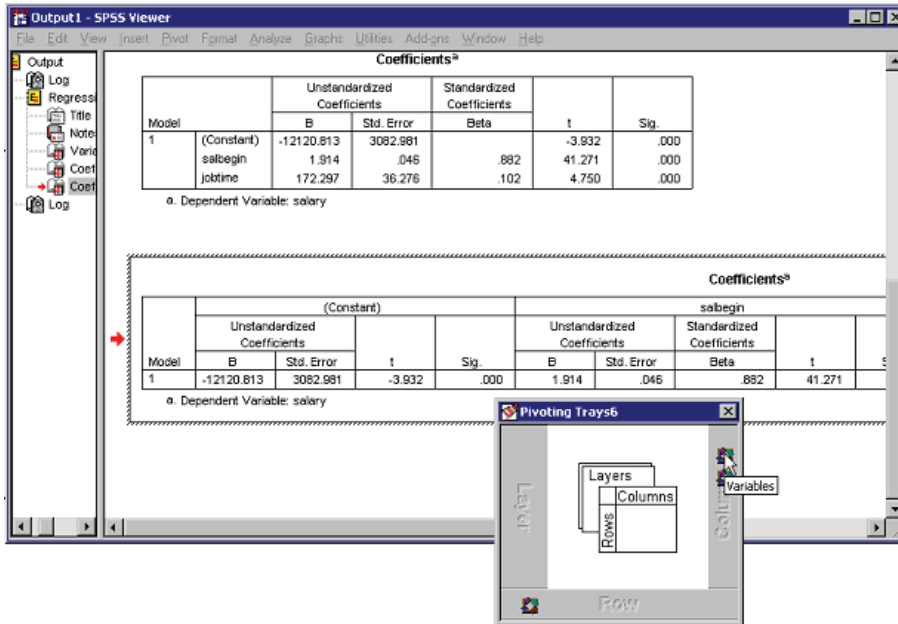 Output1 - SPSS Viewer
File Edit View Insert Pivot Format Analyze Graphs Utilities Add-ons Window Help
Output
Log
Regressi
Title
Note
Varia
Coef
Coef
Log
Coefficientsª
Model
Unstandardized Coefficients
Standardized Coefficients
t
Sig.
B Std. Error Beta
1 (Constant) -12120.813 3082.981 -3.932 .000
salbegin 1.914 .046 .882 41.271 .000
jobtime 172.297 36.276 .102 4.750 .000
a. Dependent Variable: salary
Coefficientsª
(Constant) salbegin
Model
Unstandardized Coefficients
t
Sig.
Unstandardized Coefficients
Standardized Coefficients
t
S
B Std. Error B Std. Error Beta
1 -12120.813 3082.981 -3.932 .000 1.914 .046 .882 41.271
a. Dependent Variable: salary
Pivoting Trays6
Layer
Layers
Columns
Rows
Variables
Colu
Row